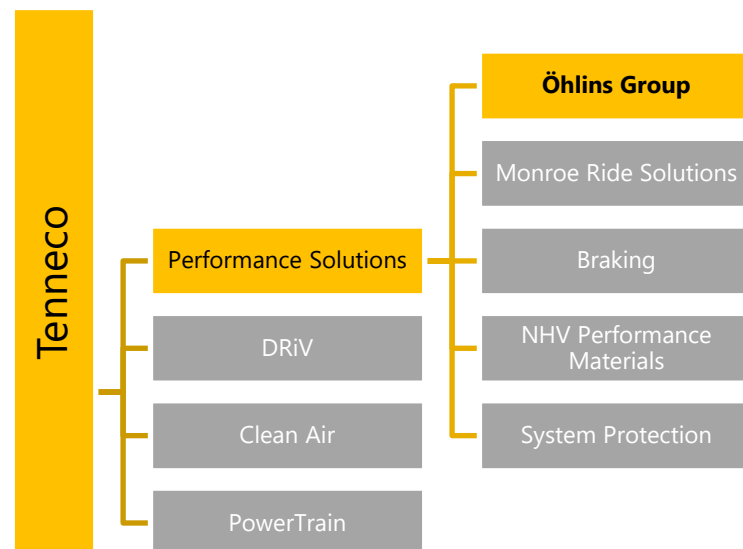 Tenneco
Performance Solutions
DRiV
Clean Air
PowerTrain
Öhlins Group
Monroe Ride Solutions
Braking
NHV Performance
Materials
System Protection